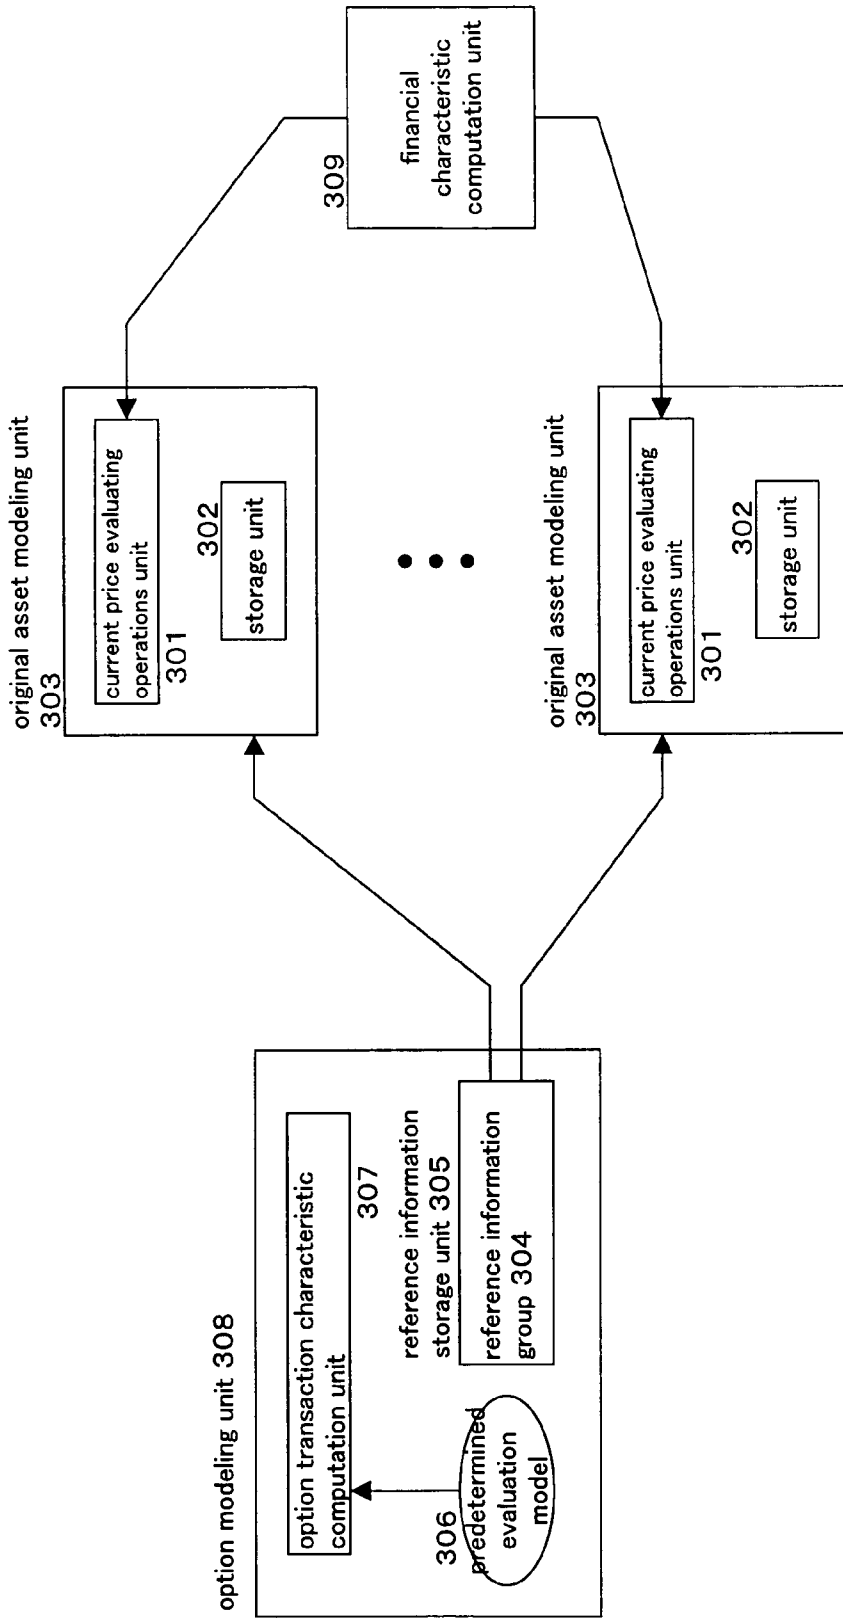 option modeling unit 308
option transaction characteristic
computation unit
307
reference information
storage unit 305
reference information
group 304
306
predetermined
evaluation
model
original asset modeling unit
303
current price evaluating
operations unit
301
302
storage unit
original asset modeling unit
303
current price evaluating
operations unit
301
302
storage unit
309
financial
characteristic
computation unit